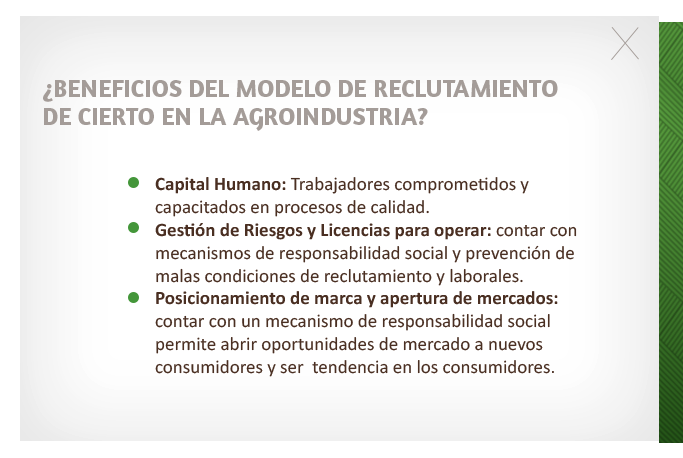 ¿BENEFICIOS DEL MODELO DE RECLUTAMIENTO
DE CIERTO EN LA AGROINDUSTRIA?
Capital Humano: Trabajadores comprometidos y
capacitados en procesos de calidad.
Gestión de Riesgos y Licencias para operar: contar con
mecanismos de responsabilidad social y prevención de
malas condiciones de reclutamiento y laborales.
Posicionamiento de marca y apertura de mercados:
contar con un mecanismo de responsabilidad social
permite abrir oportunidades de mercado a nuevos
consumidores y ser  tendencia en los consumidores.